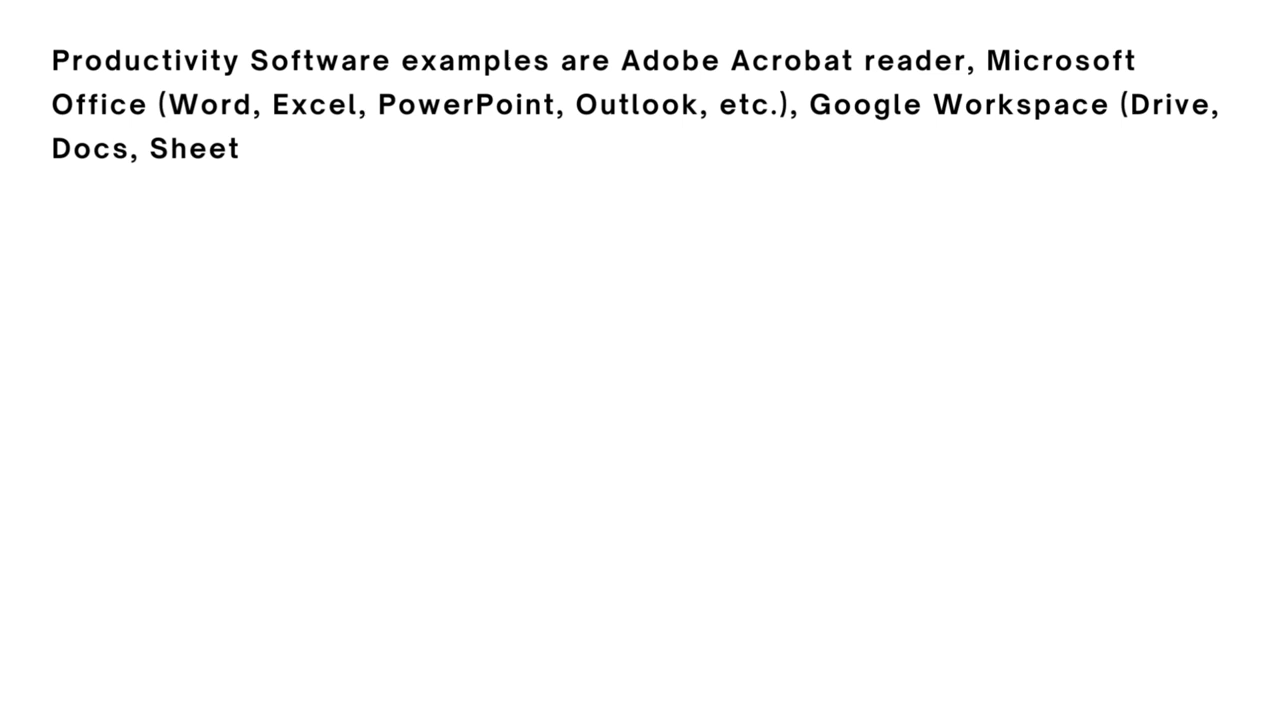 Productivity Software examples are Adobe Acrobat reader, Microsoft
Office (Word, Excel, PowerPoint, Outlook, etc.), Google Workspace (Drive,
Docs, Sheet